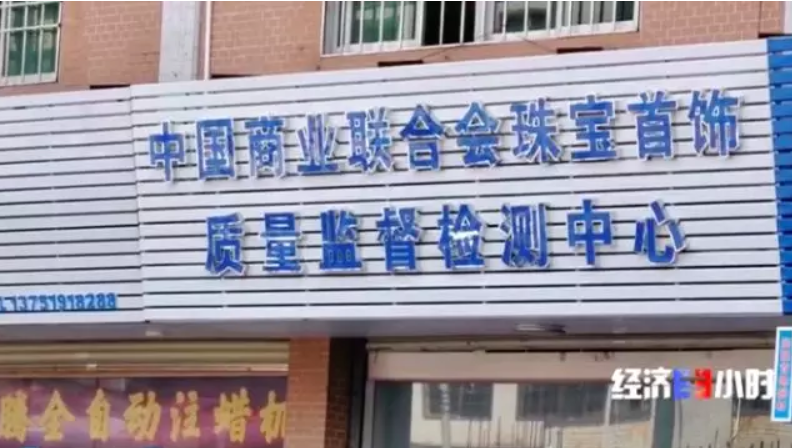 中国商业联合会珠宝首饰
质量监督检测中心
13751918288
腾全自动注蜡机
经济半小时